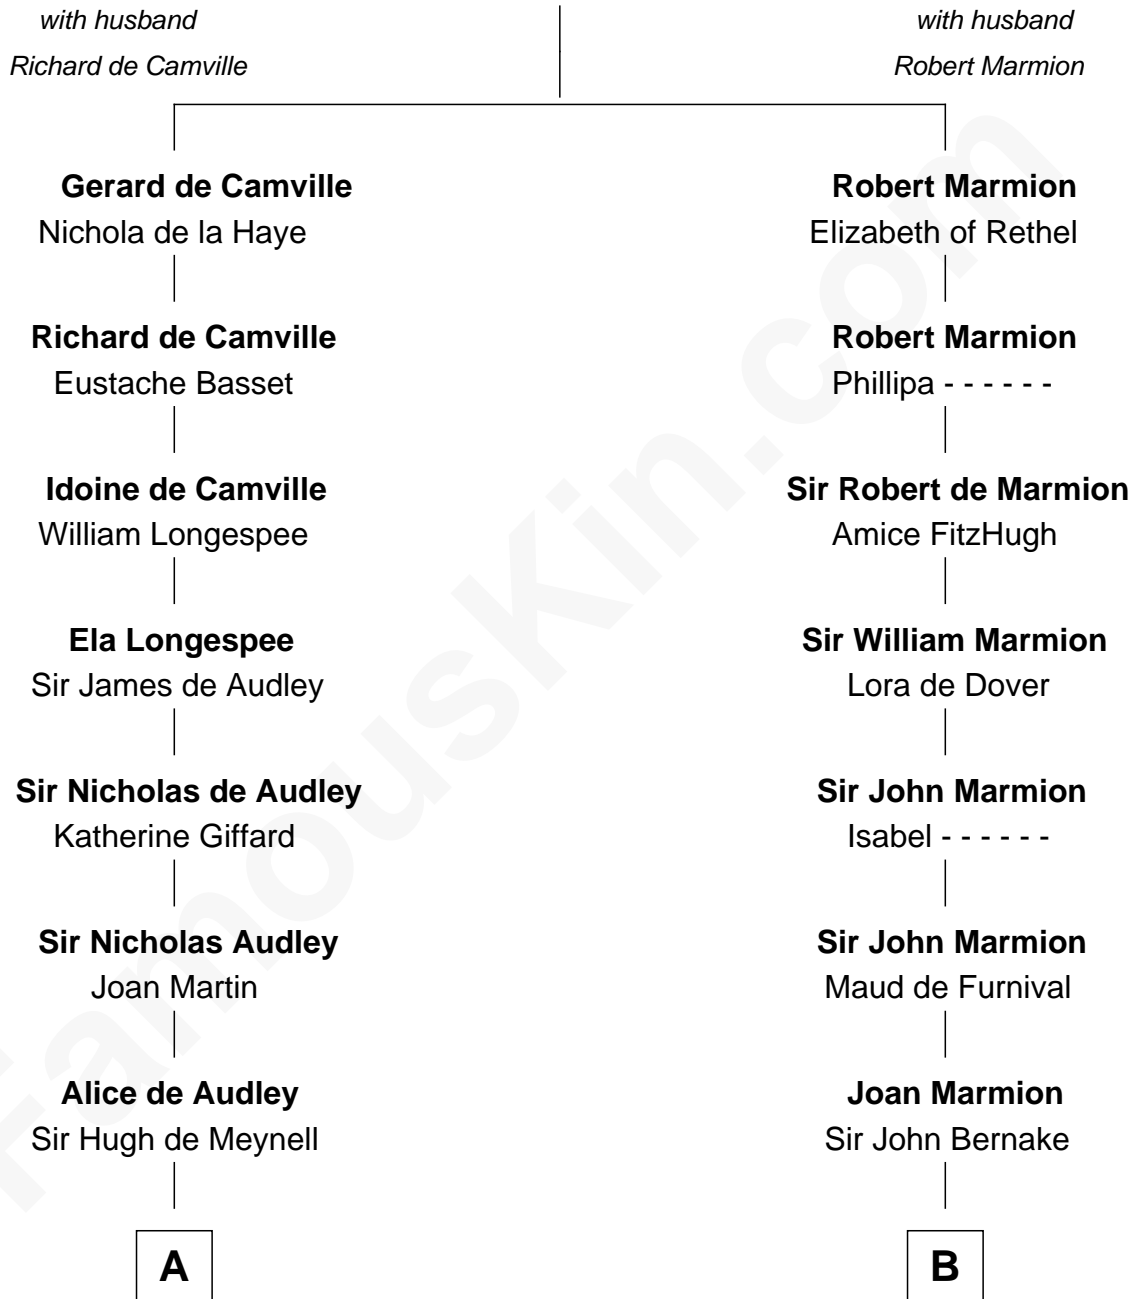 with husband
Richard de Camville
with husband
Robert Marmion
Gerard de Camville
Nichola de la Haye
Robert Marmion
Elizabeth of Rethel
Richard de Camville
Eustache Basset
Robert Marmion
Phillipa - - - - - -
Idoine de Camville
William Longespee
Sir Robert de Marmion
Amice FitzHugh
Ela Longespee
Sir James de Audley
Sir William Marmion
Lora de Dover
Sir Nicholas de Audley
Katherine Giffard
Sir John Marmion
Isabel - - - - - -
Sir Nicholas Audley
Joan Martin
Sir John Marmion
Maud de Furnival
Alice de Audley
Sir Hugh de Meynell
Joan Marmion
Sir John Bernake
A
B
FamousKin.com